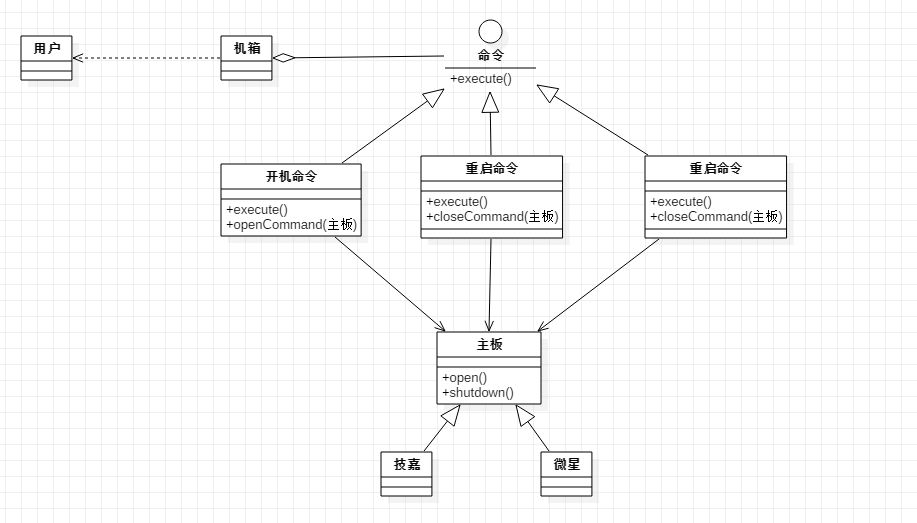 用户
机箱
命令
+execute()
开机命令
+execute()
+openCommand(主板)
重启命令
+execute()
+closeCommand(主板)
重启命令
+execute()
+closeCommand(主板)
主板
+open()
+shutdown()
技嘉
微星